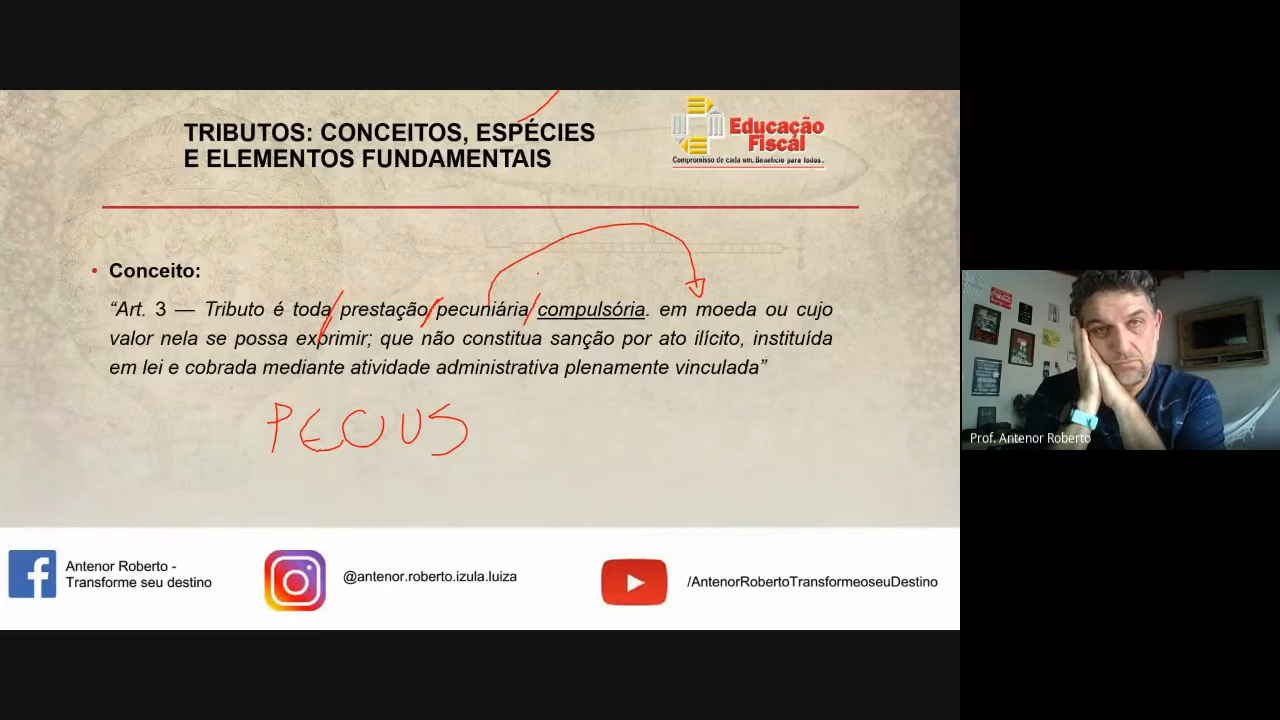 TRIBUTOS: CONCEITOS, ESPÉCIES
E ELEMENTOS FUNDAMENTAIS
Educação
Fiscal
Compromisso de cada um. Benefício para todos.
• Conceito:
“Art. 3 — Tributo é toda prestação pecuniária compulsória. em moeda ou cujo
valor nela se possa exprimir; que não constitua sanção por ato ilícito, instituída
em lei e cobrada mediante atividade administrativa plenamente vinculada”
PECUS
Antenor Roberto -
Transforme seu destino
@antenor.roberto.izula.luiza
/AntenorRobertoTransformeoseuDestino
Prof. Antenor Roberto